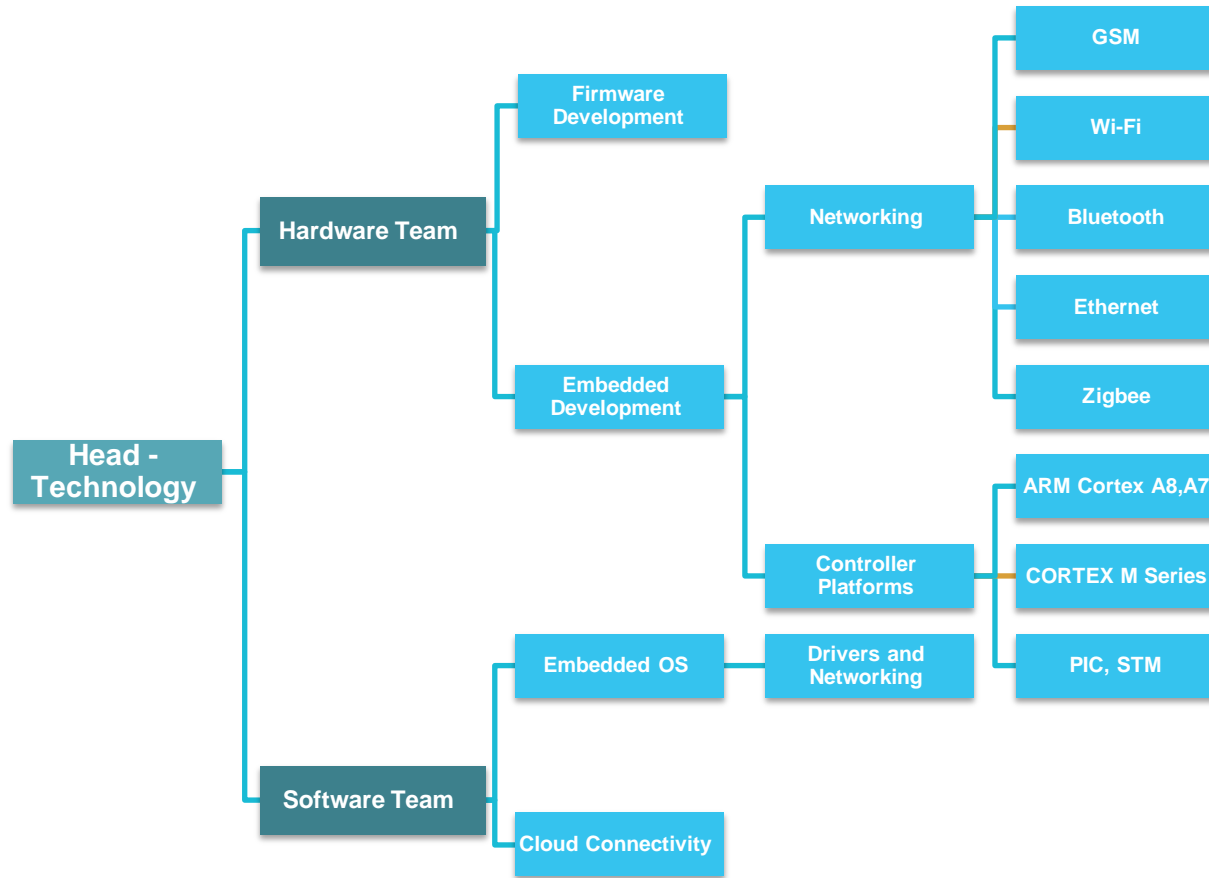 GSM
Firmware
Development
Wi-Fi
Hardware Team
Networking
Bluetooth
Ethernet
Embedded
Development
Zigbee
Head -
Technology
ARM Cortex A8,A7
Controller
Platforms
CORTEX M Series
Embedded OS
Drivers and
Networking
PIC, STM
Software Team
Cloud Connectivity